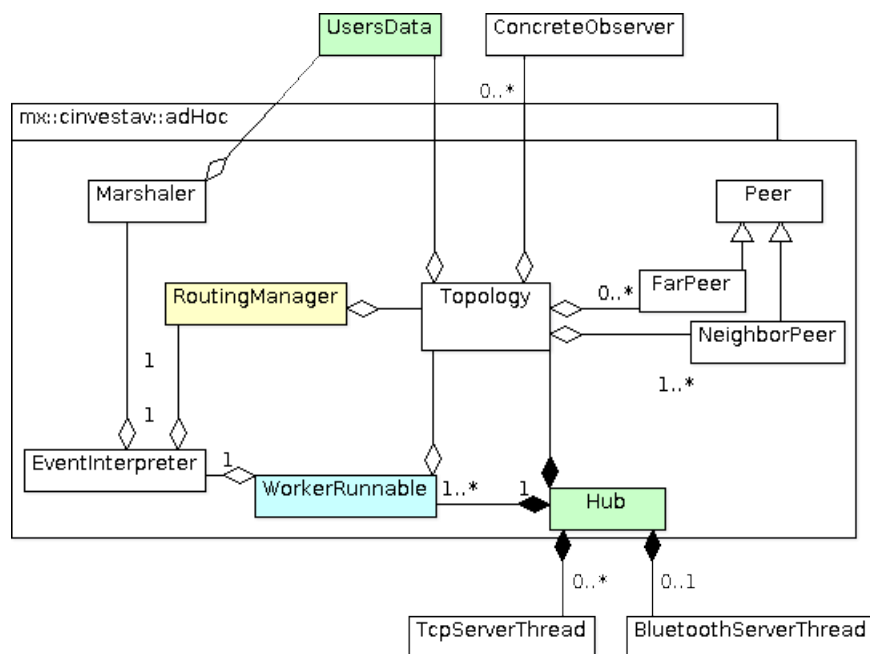 UsersData
ConcreteObserver
0..*
mx::cinvestav::adHoc
Marshaler
Peer
RoutingManager
Topology
0..*
FarPeer
NeighborPeer
1
1..*
1
EventInterpreter
1
WorkerRunnable
1..*
1
Hub
0..*
0..1
TcpServerThread
BluetoothServerThread